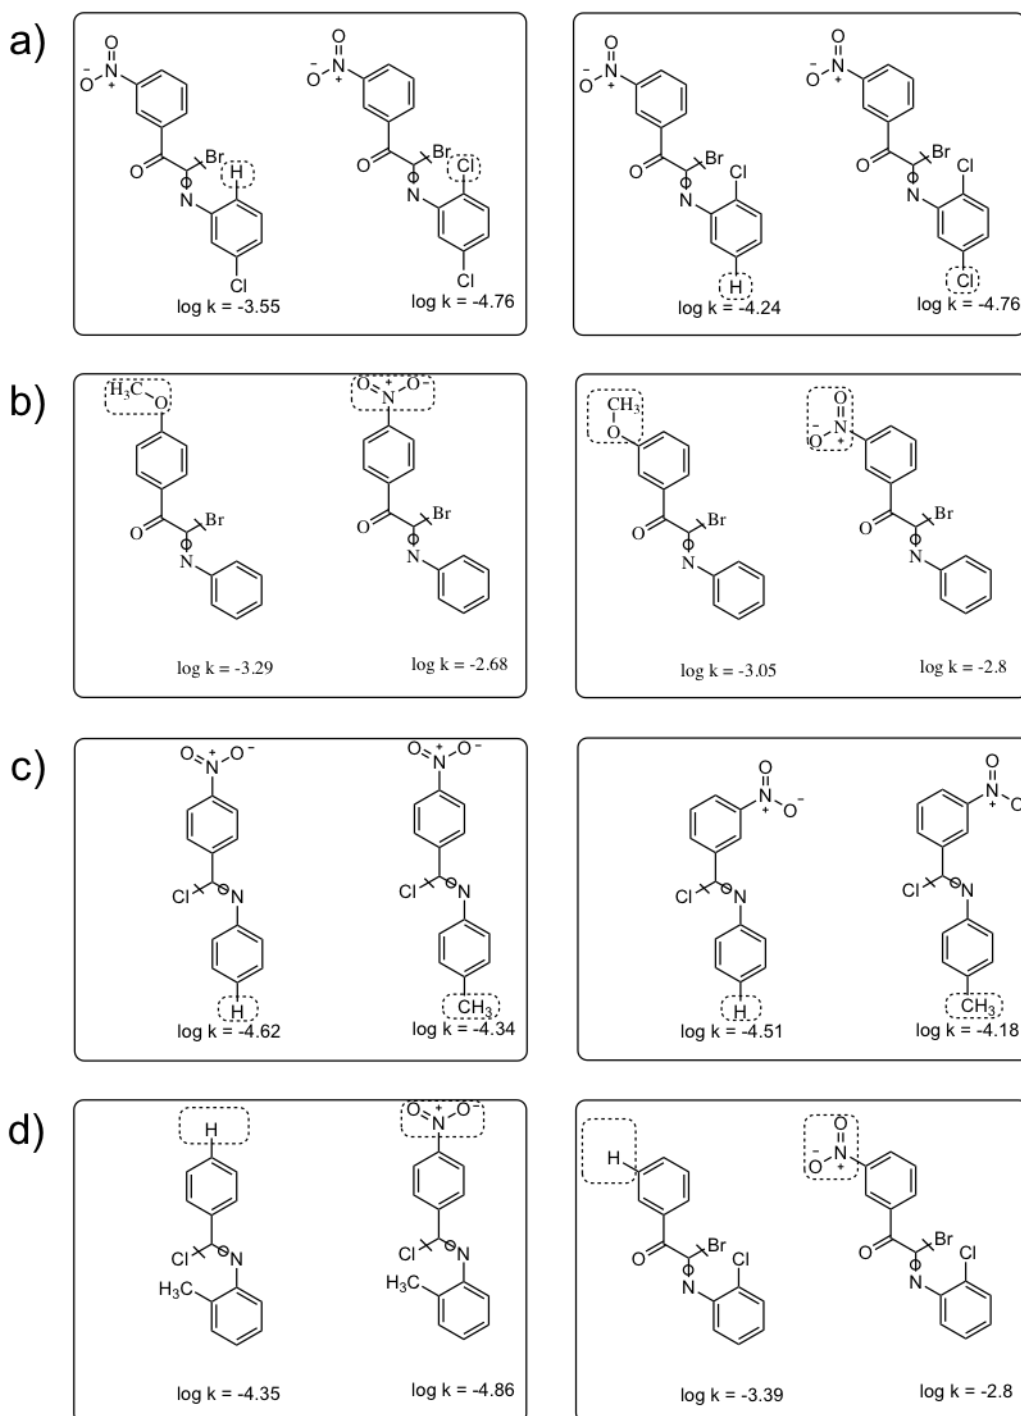 a)
O
N
+
−
O
O
Br
H
N
Cl
log k = -3.55
O
N
+
−
O
O
Br
Cl
N
Cl
log k = -4.76
O
N
+
−
O
O
Br
Cl
N
H
log k = -4.24
O
N
+
−
O
O
Br
Cl
N
Cl
log k = -4.76
b)
H3C
O
O
Br
N
log k = -3.29
O
N
+
O
−
O
Br
N
log k = -2.68
CH3
O
O
Br
N
log k = -3.05
O
N
+
−
O
O
Br
N
log k = -2.8
c)
O
N
+
O
−
Cl
N
H
log k = -4.62
O
N
+
O
−
Cl
N
CH3
log k = -4.34
O
N
+
O
−
Cl
N
H
log k = -4.51
O
N
+
O
Cl
N
CH3
log k = -4.18
d)
H
Cl
N
H3C
log k = -4.35
O
N
+
O
−
Cl
N
H3C
log k = -4.86
H
O
Br
Cl
N
log k = -3.39
O
N
+
−
O
O
Br
Cl
N
log k = -2.8